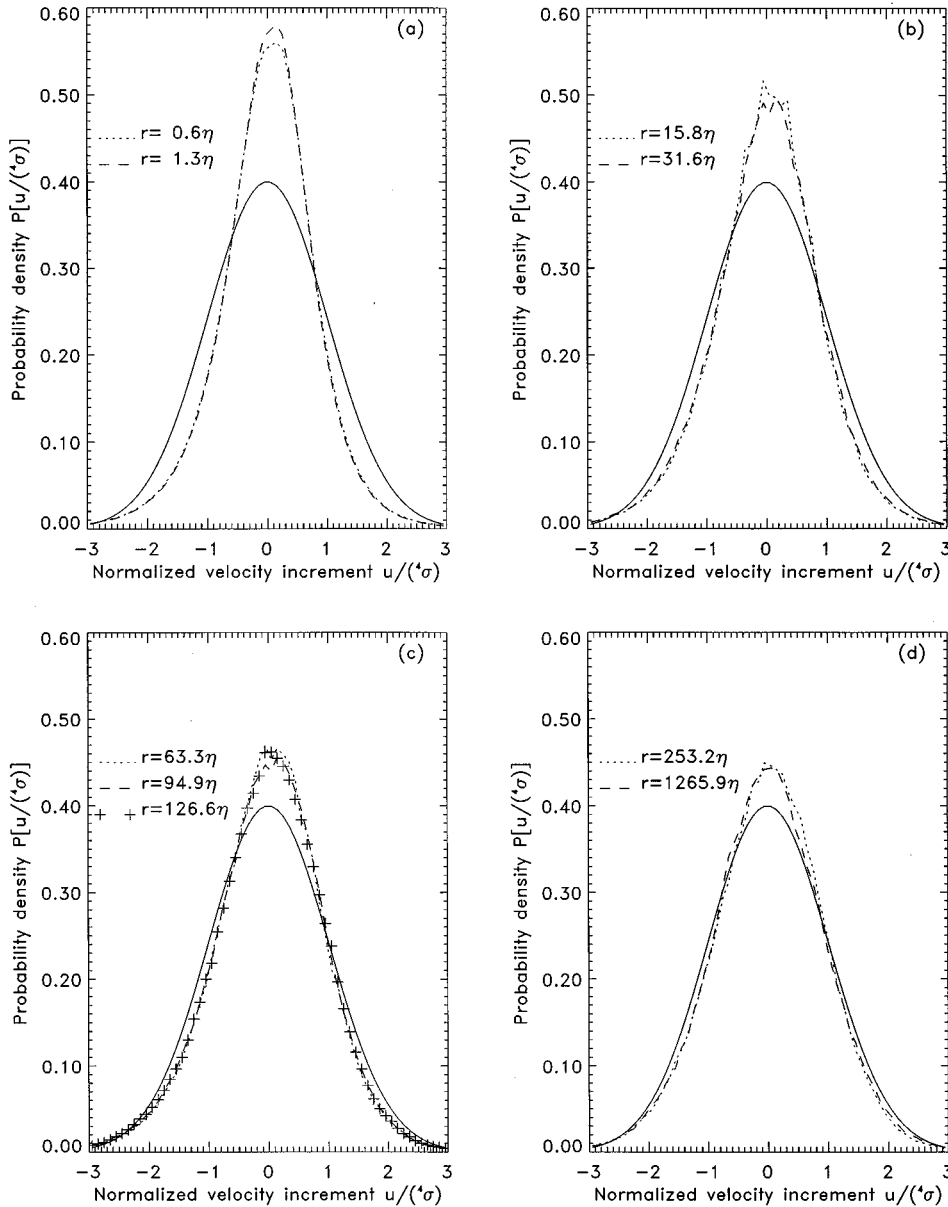 (a)
0.60
0.50
0.40
0.30
0.20
0.10
0.00
Probability density P[u/(⁴σ)]
r= 0.6η
r= 1.3η
-3 -2 -1 0 1 2 3
Normalized velocity increment u/(⁴σ)
(b)
0.60
0.50
0.40
0.30
0.20
0.10
0.00
Probability density P[u/(⁴σ)]
r=15.8η
r=31.6η
-3 -2 -1 0 1 2 3
Normalized velocity increment u/(⁴σ)
(c)
0.60
0.50
0.40
0.30
0.20
0.10
0.00
Probability density P[u/(⁴σ)]
r=63.3η
r=94.9η
r=126.6η
-3 -2 -1 0 1 2 3
Normalized velocity increment u/(⁴σ)
(d)
0.60
0.50
0.40
0.30
0.20
0.10
0.00
Probability density P[u/(⁴σ)]
r=253.2η
r=1265.9η
-3 -2 -1 0 1 2 3
Normalized velocity increment u/(⁴σ)